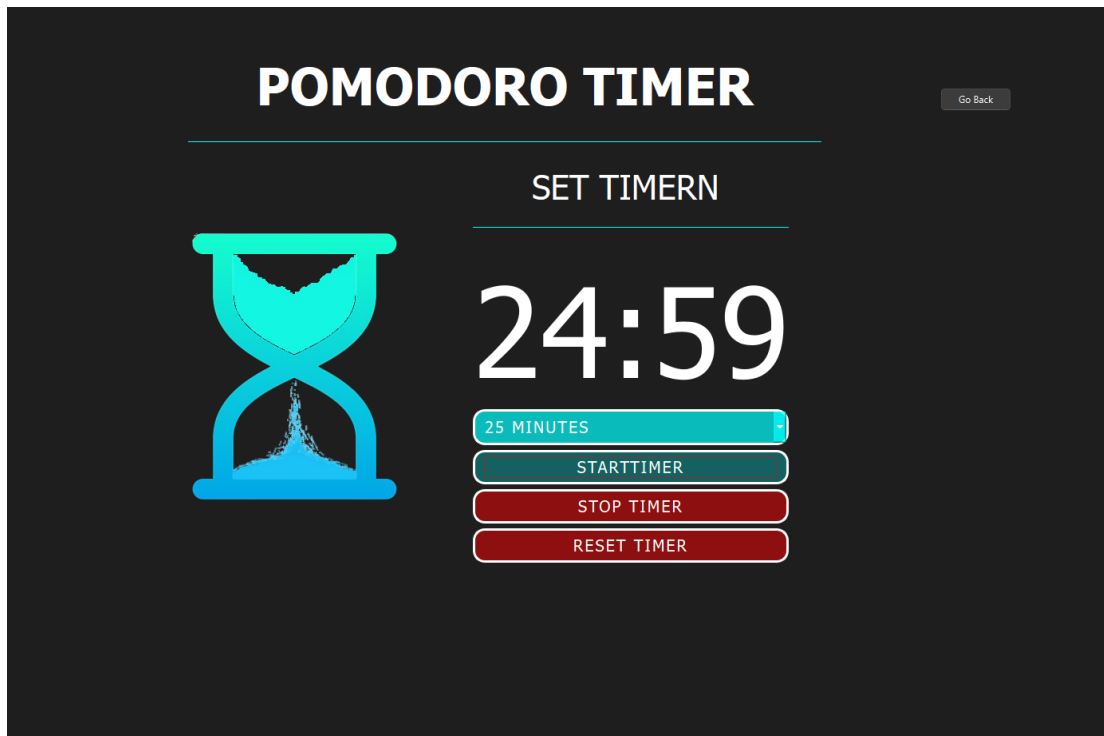 POMODORO TIMER
Go Back
SET TIMERN
24:59
25 MINUTES
STARTTIMER
STOP TIMER
RESET TIMER